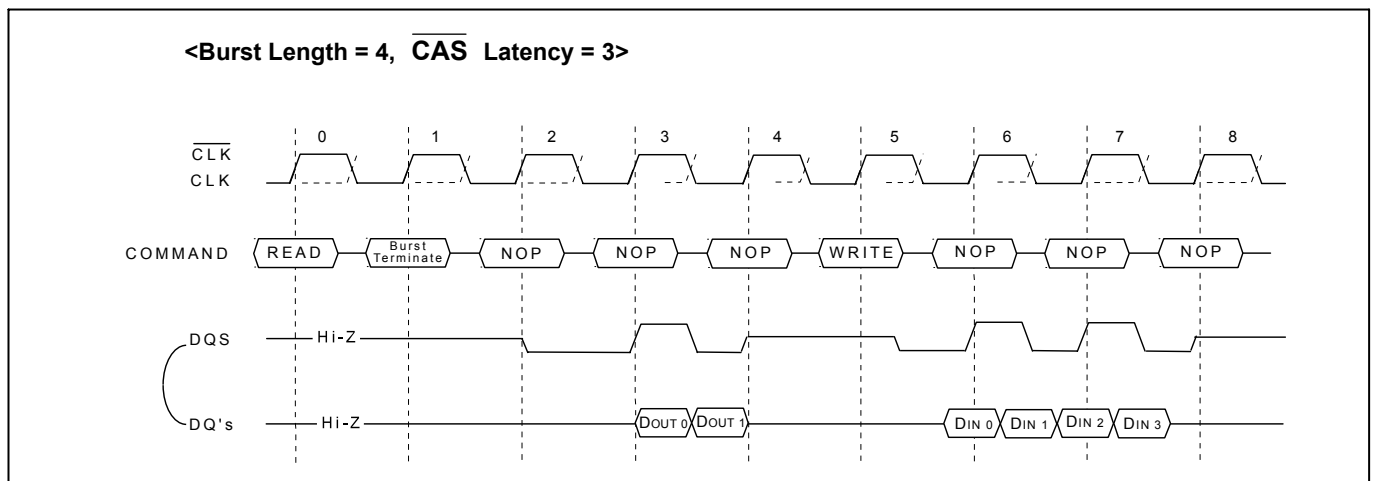 <Burst Length = 4, CAS Latency = 3>
0 1 2 3 4 5 6 7 8
CLK
CLK
COMMAND READ Burst Terminate NOP NOP NOP WRITE NOP NOP NOP
DQS Hi-Z
DQ's Hi-Z DOUT 0 DOUT 1 DIN 0 DIN 1 DIN 2 DIN 3